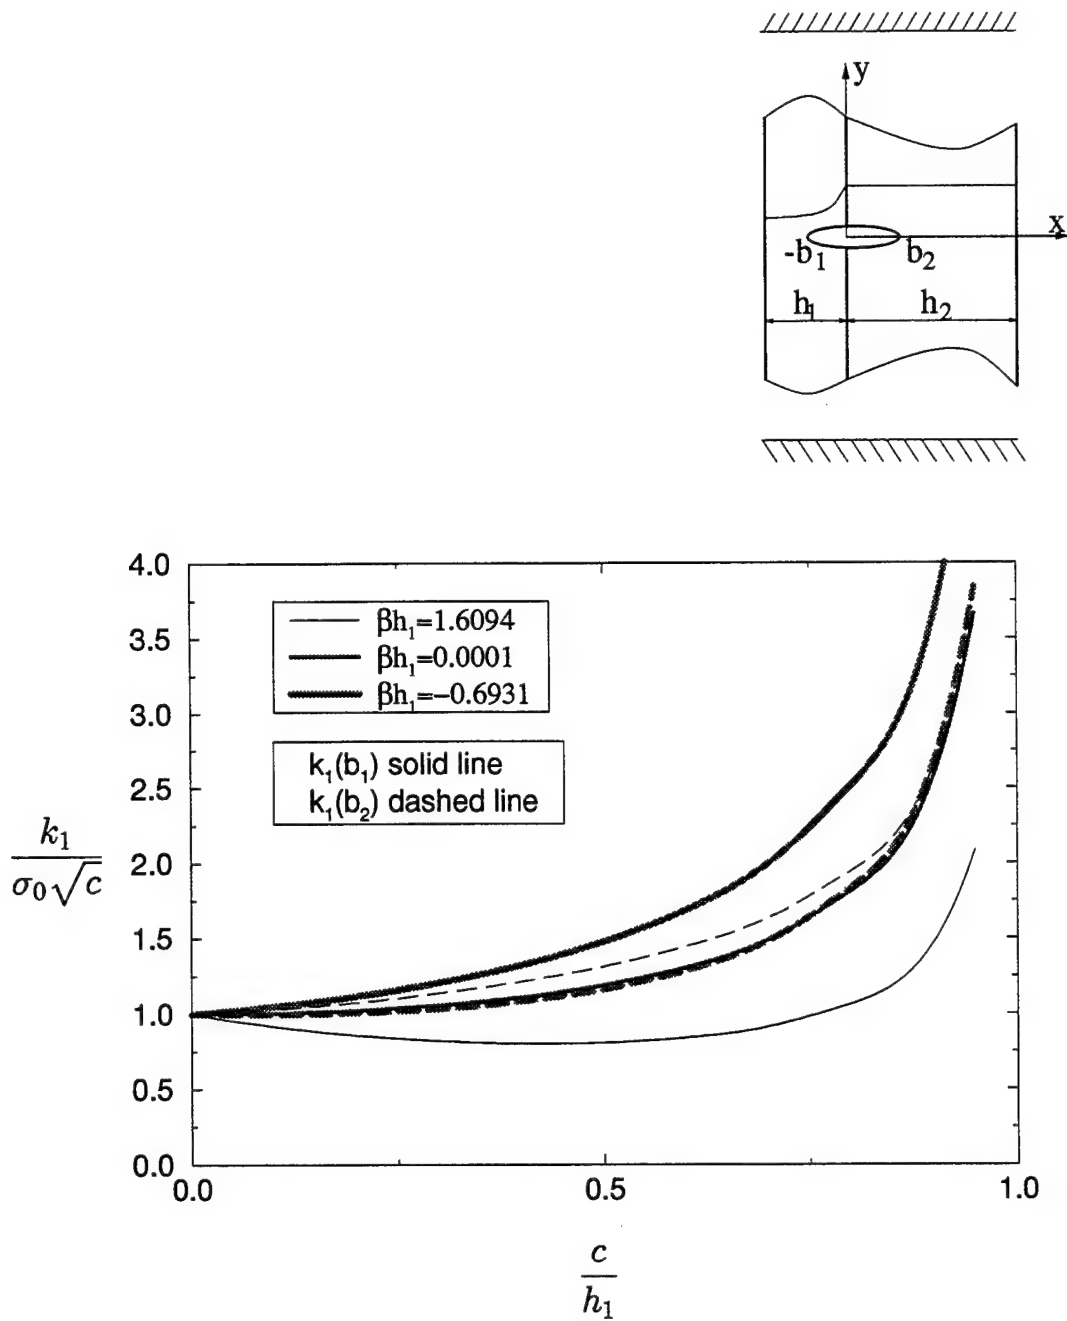 y
x
-b₁ b₂
h₁ h₂
4.0
3.5
3.0
2.5
2.0
1.5
1.0
0.5
0.0
βh₁=1.6094
βh₁=0.0001
βh₁=−0.6931
k₁(b₁) solid line
k₁(b₂) dashed line
k₁
σ₀√c
0.0 0.5 1.0
c
h₁